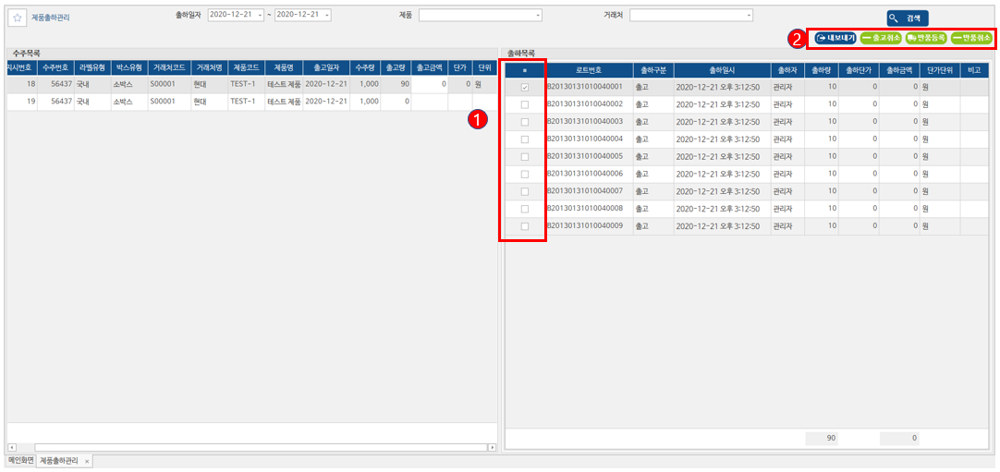 제품출하관리 출하일자 2020-12-21 ~ 2020-12-21 제품 거래처 검색
2 내보내기 출고취소 반품등록 반품취소
수주목록 출하목록
지시번호 수주번호 라벨유형 박스유형 거래처코드 거래처명 제품코드 제품명 출고일자 수주량 출고량 출고금액 단가 단위
18 56437 국내 소박스 S00001 현대 TEST-1 테스트 제품 2020-12-21 1,000 90 0 0 원
19 56437 국내 소박스 S00001 현대 TEST-1 테스트 제품 2020-12-21 1,000 0
1
로트번호 출하구분 출하일시 출하자 출하량 출하단가 출하금액 단가단위 비고
B20130131010040001 출고 2020-12-21 오후 3:12:50 관리자 10 0 0 원
B20130131010040002 출고 2020-12-21 오후 3:12:50 관리자 10 0 0 원
B20130131010040003 출고 2020-12-21 오후 3:12:50 관리자 10 0 0 원
B20130131010040004 출고 2020-12-21 오후 3:12:50 관리자 10 0 0 원
B20130131010040005 출고 2020-12-21 오후 3:12:50 관리자 10 0 0 원
B20130131010040006 출고 2020-12-21 오후 3:12:50 관리자 10 0 0 원
B20130131010040007 출고 2020-12-21 오후 3:12:50 관리자 10 0 0 원
B20130131010040008 출고 2020-12-21 오후 3:12:50 관리자 10 0 0 원
B20130131010040009 출고 2020-12-21 오후 3:12:50 관리자 10 0 0 원
90 0
메인화면 제품출하관리 ×